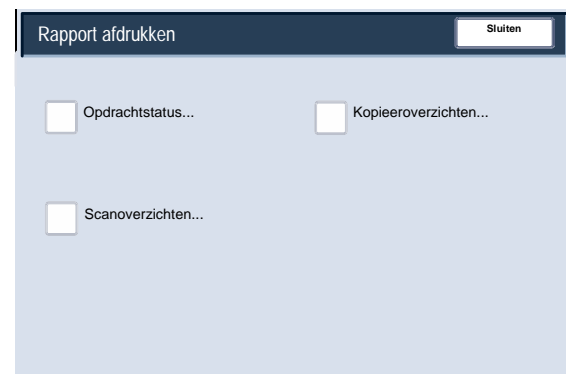 Rapport afdrukken
Sluiten
Opdrachtstatus...
Kopieeroverzichten...
Scanoverzichten...